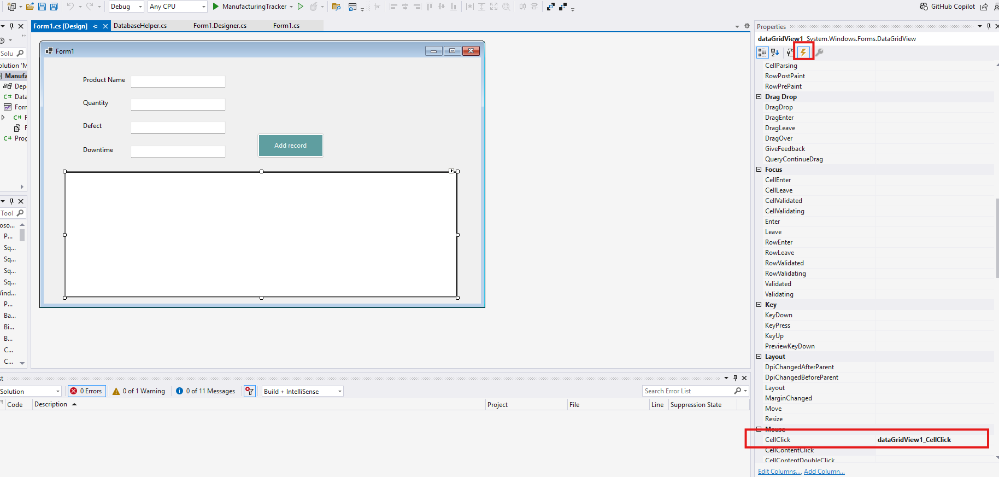 Debug Any CPU ManufacturingTracker GitHub Copilot
Form1.cs [Design] DatabaseHelper.cs Form1.Designer.cs Form1.cs
Solu
olution 'M
Manufa
Dep
C# Data
Forn
C# F
F
C# Prog
Tool
oso...
P...
Sq...
Sq...
Sq...
Sq...
Vind...
P...
Ba...
Bi...
B...
C...
C...
Form1
Product Name
Quantity
Defect
Downtime
Add record
st
Solution 0 Errors 0 of 1 Warning 0 of 11 Messages Build + IntelliSense Search Error List
Code Description Project File Line Suppression State
Properties
dataGridView1 System.Windows.Forms.DataGridView
CellParsing
RowPostPaint
RowPrePaint
Drag Drop
DragDrop
DragEnter
DragLeave
DragOver
GiveFeedback
QueryContinueDrag
Focus
CellEnter
CellLeave
CellValidated
CellValidating
Enter
Leave
RowEnter
RowLeave
RowValidated
RowValidating
Validated
Validating
Key
KeyDown
KeyPress
KeyUp
PreviewKeyDown
Layout
DpiChangedAfterParent
DpiChangedBeforeParent
Layout
MarginChanged
Move
Resize
Mouse
CellClick dataGridView1_CellClick
CellContentClick
CellContentDoubleClick
Edit Columns..., Add Column...